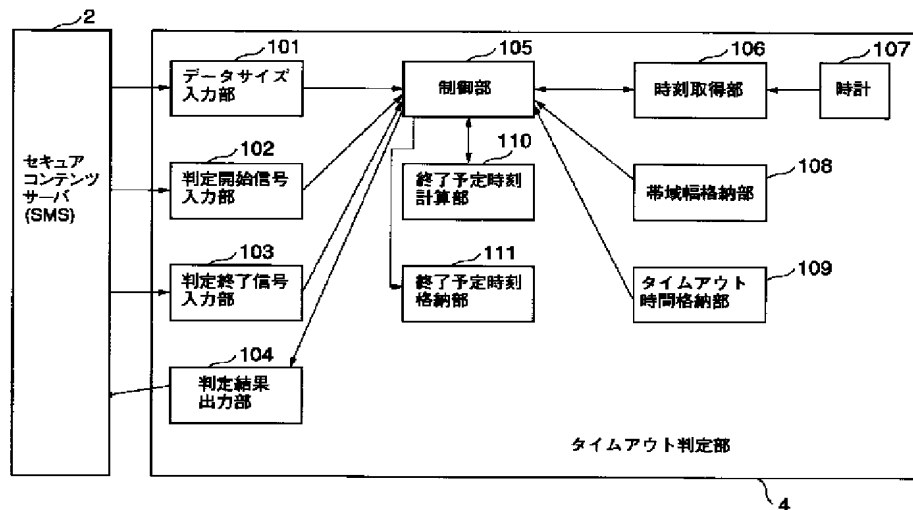 2
セキュア
コンテンツ
サーバ
(SMS)
101
データサイズ
入力部
102
判定開始信号
入力部
103
判定終了信号
入力部
104
判定結果
出力部
105
制御部
110
終了予定時刻
計算部
111
終了予定時刻
格納部
106
時刻取得部
107
時計
108
帯域幅格納部
109
タイムアウト
時間格納部
タイムアウト判定部
4